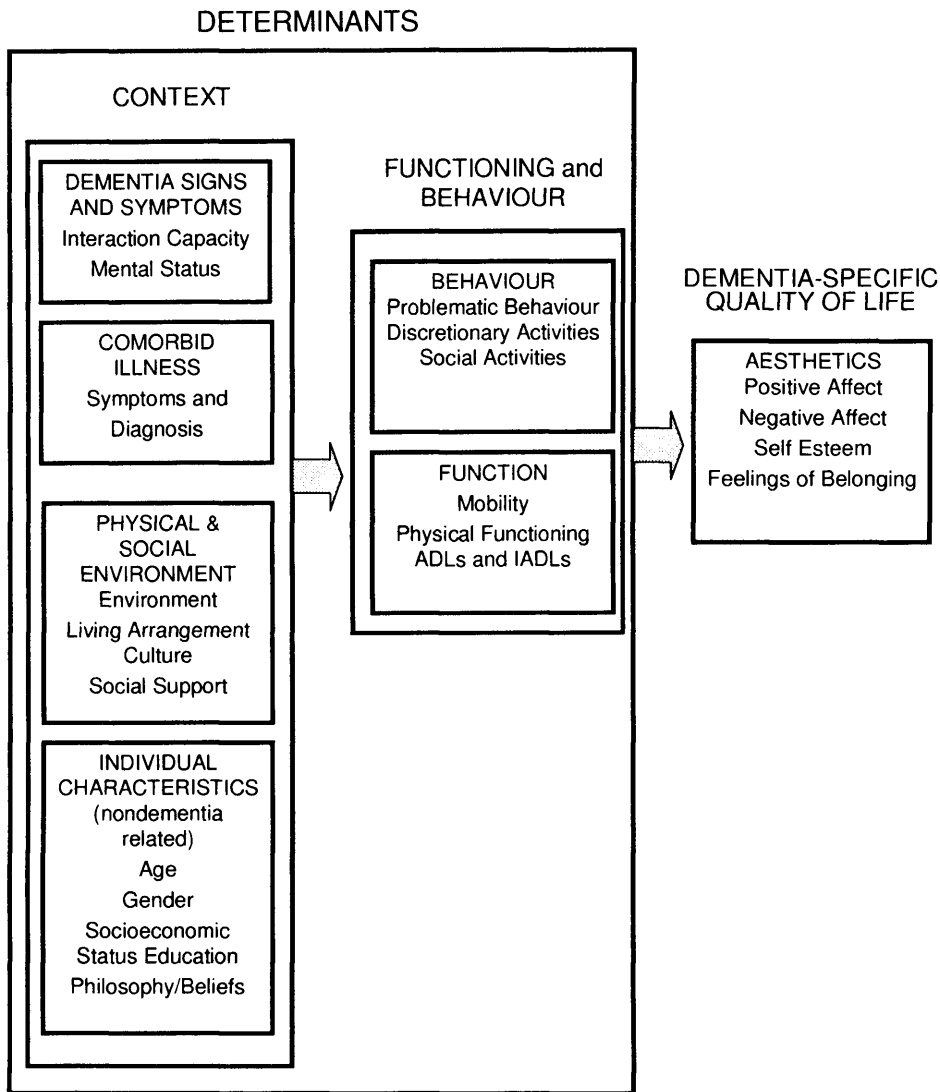 DETERMINANTS
CONTEXT
DEMENTIA SIGNS
AND SYMPTOMS
Interaction Capacity
Mental Status
COMORBID
ILLNESS
Symptoms and
Diagnosis
PHYSICAL &
SOCIAL
ENVIRONMENT
Environment
Living Arrangement
Culture
Social Support
INDIVIDUAL
CHARACTERISTICS
(nondementia
related)
Age
Gender
Socioeconomic
Status Education
Philosophy/Beliefs
FUNCTIONING and
BEHAVIOUR
BEHAVIOUR
Problematic Behaviour
Discretionary Activities
Social Activities
FUNCTION
Mobility
Physical Functioning
ADLs and IADLs
DEMENTIA-SPECIFIC
QUALITY OF LIFE
AESTHETICS
Positive Affect
Negative Affect
Self Esteem
Feelings of Belonging